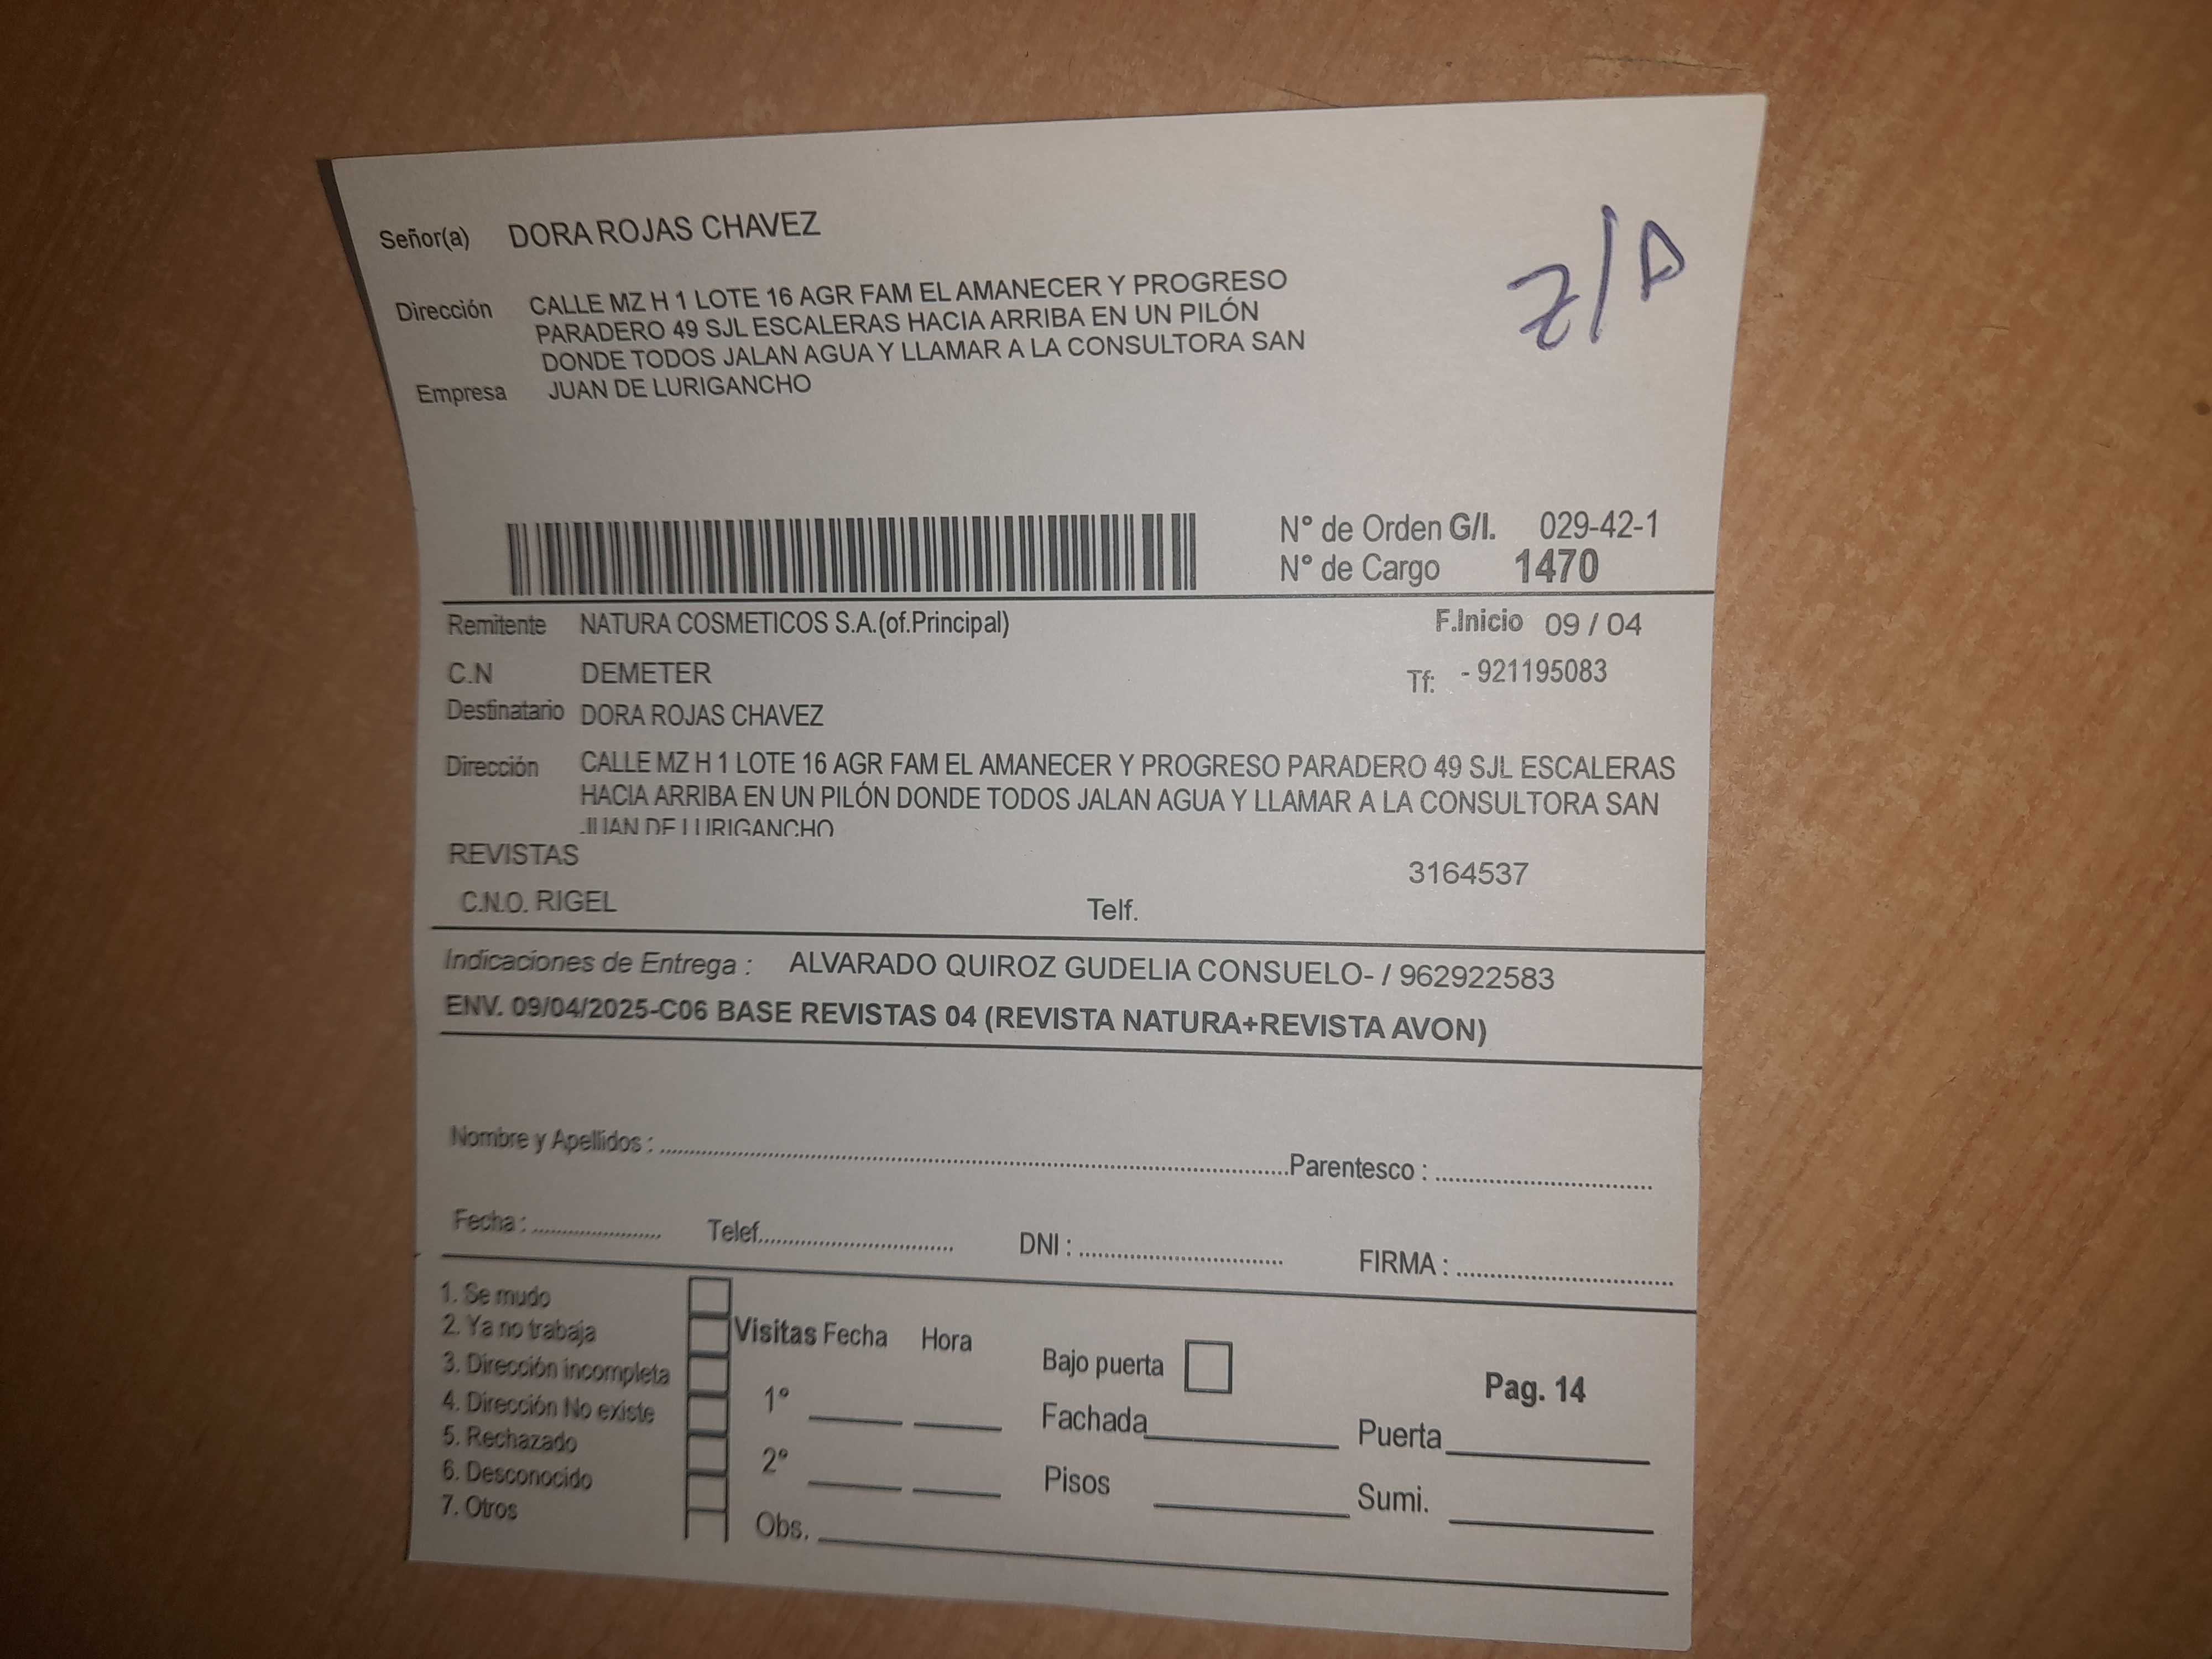 Señor(a) DORA ROJAS CHAVEZ
Z/P
Dirección CALLE MZ H 1 LOTE 16 AGR FAM EL AMANECER Y PROGRESO
PARADERO 49 SJL ESCALERAS HACIA ARRIBA EN UN PILÓN
DONDE TODOS JALAN AGUA Y LLAMAR A LA CONSULTORA SAN
Empresa JUAN DE LURIGANCHO
N° de Orden G/I. 029-42-1
N° de Cargo 1470
Remitente NATURA COSMETICOS S.A.(of.Principal) F.Inicio 09 / 04
C.N DEMETER Tf: - 921195083
Destinatario DORA ROJAS CHAVEZ
Dirección CALLE MZ H 1 LOTE 16 AGR FAM EL AMANECER Y PROGRESO PARADERO 49 SJL ESCALERAS
HACIA ARRIBA EN UN PILÓN DONDE TODOS JALAN AGUA Y LLAMAR A LA CONSULTORA SAN
JUAN DE LURIGANCHO
REVISTAS 3164537
C.N.O. RIGEL Telf.
Indicaciones de Entrega : ALVARADO QUIROZ GUDELIA CONSUELO- / 962922583
ENV. 09/04/2025-C06 BASE REVISTAS 04 (REVISTA NATURA+REVISTA AVON)
Nombre y Apellidos : Parentesco :
Fecha : Telef. DNI : FIRMA :
1. Se mudo
2. Ya no trabaja Visitas Fecha Hora
3. Dirección incompleta Bajo puerta Pag. 14
4. Dirección No existe 1° Fachada Puerta
5. Rechazado
6. Desconocido 2° Pisos Sumi.
7. Otros Obs.